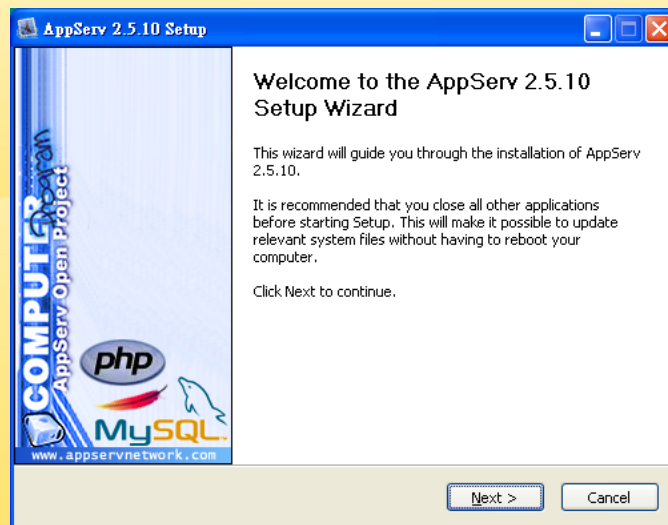 AppServ 2.5.10 Setup
Welcome to the AppServ 2.5.10
Setup Wizard
This wizard will guide you through the installation of AppServ
2.5.10.
It is recommended that you close all other applications
before starting Setup. This will make it possible to update
relevant system files without having to reboot your
computer.
Click Next to continue.
COMPUTER
Program
AppServ Open Project
php
MySQL
www.appservnetwork.com
Next >
Cancel